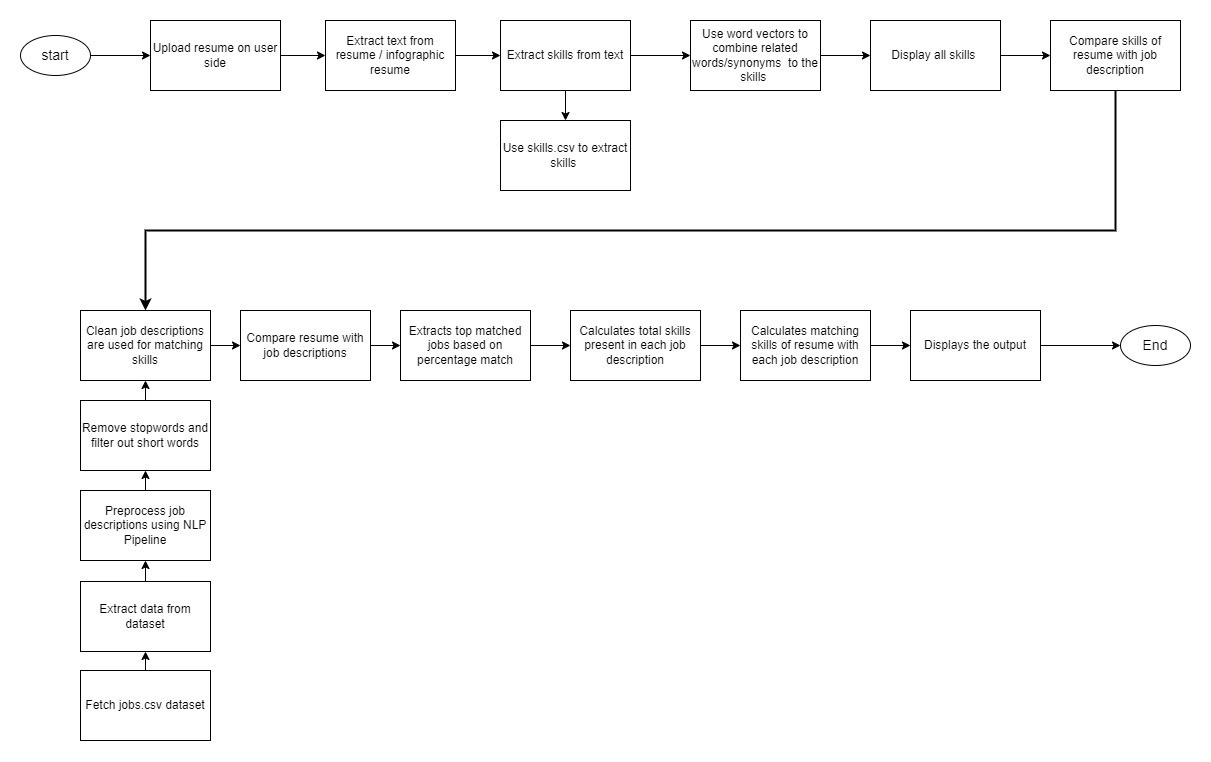 start
Upload resume on user
side
Extract text from
resume / infographic
resume
Extract skills from text
Use word vectors to
combine related
words/synonyms to the
skills
Display all skills
Compare skills of
resume with job
description
Use skills.csv to extract
skills
Clean job descriptions
are used for matching
skills
Compare resume with
job descriptions
Extracts top matched
jobs based on
percentage match
Calculates total skills
present in each job
description
Calculates matching
skills of resume with
each job description
Displays the output
End
Remove stopwords and
filter out short words
Preprocess job
descriptions using NLP
Pipeline
Extract data from
dataset
Fetch jobs.csv dataset